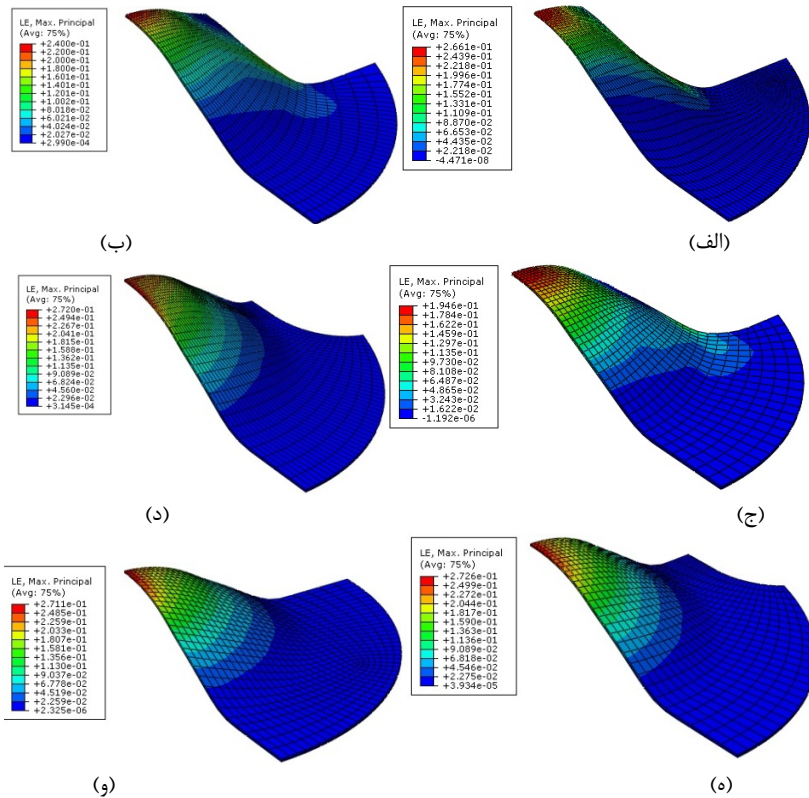 LE, Max. Principal
(Avg: 75%)
+2.661e-01
+2.439e-01
+2.218e-01
+1.996e-01
+1.774e-01
+1.552e-01
+1.331e-01
+1.109e-01
+8.870e-02
+6.653e-02
+4.435e-02
+2.218e-02
-4.471e-08
(الف)
LE, Max. Principal
(Avg: 75%)
+2.400e-01
+2.200e-01
+2.000e-01
+1.800e-01
+1.601e-01
+1.401e-01
+1.201e-01
+1.002e-01
+8.018e-02
+6.021e-02
+4.024e-02
+2.027e-02
+2.990e-04
(ب)
LE, Max. Principal
(Avg: 75%)
+1.946e-01
+1.784e-01
+1.622e-01
+1.459e-01
+1.297e-01
+1.135e-01
+9.730e-02
+8.108e-02
+6.487e-02
+4.865e-02
+3.243e-02
+1.622e-02
-1.192e-06
(ج)
LE, Max. Principal
(Avg: 75%)
+2.720e-01
+2.494e-01
+2.267e-01
+2.041e-01
+1.815e-01
+1.588e-01
+1.362e-01
+1.135e-01
+9.089e-02
+6.824e-02
+4.560e-02
+2.296e-02
+3.145e-04
(د)
LE, Max. Principal
(Avg: 75%)
+2.726e-01
+2.499e-01
+2.272e-01
+2.044e-01
+1.817e-01
+1.590e-01
+1.363e-01
+1.136e-01
+9.089e-02
+6.818e-02
+4.546e-02
+2.275e-02
+3.934e-05
(ه)
LE, Max. Principal
(Avg: 75%)
+2.711e-01
+2.485e-01
+2.259e-01
+2.033e-01
+1.807e-01
+1.581e-01
+1.356e-01
+1.130e-01
+9.037e-02
+6.778e-02
+4.519e-02
+2.259e-02
+2.325e-06
(و)